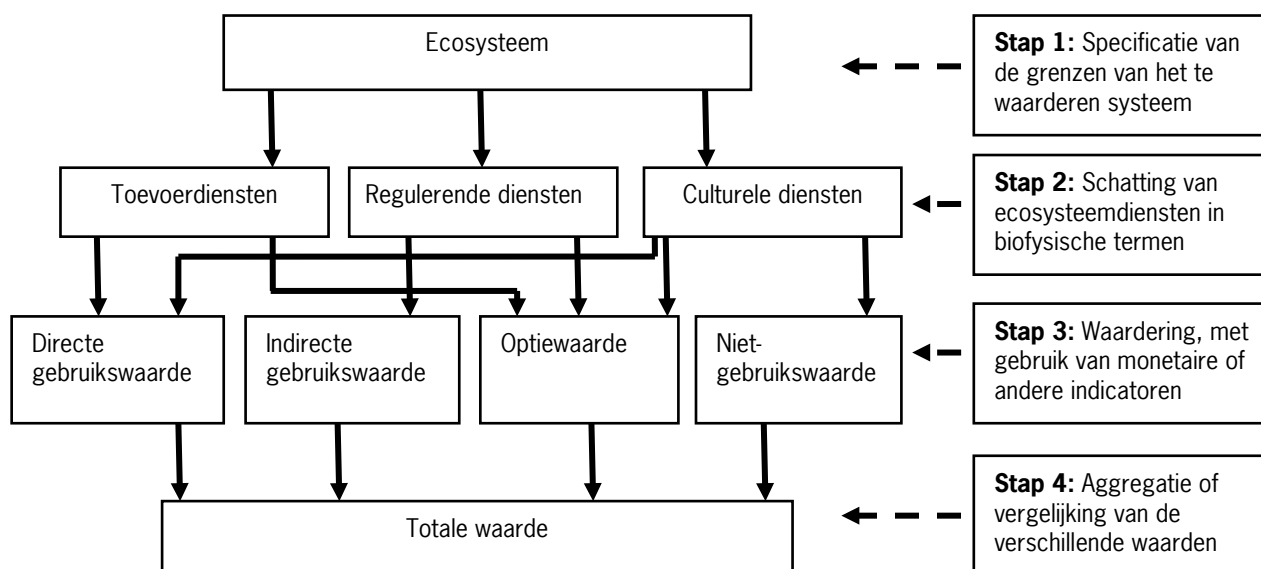 Ecosysteem
Stap 1: Specificatie van
de grenzen van het te
waarderen systeem
Toevoerdiensten
Regulerende diensten
Culturele diensten
Stap 2: Schatting van
ecosysteemdiensten in
biofysische termen
Directe
gebruikswaarde
Indirecte
gebruikswaarde
Optiewaarde
Niet-
gebruikswaarde
Stap 3: Waardering, met
gebruik van monetaire of
andere indicatoren
Totale waarde
Stap 4: Aggregatie of
vergelijking van de
verschillende waarden